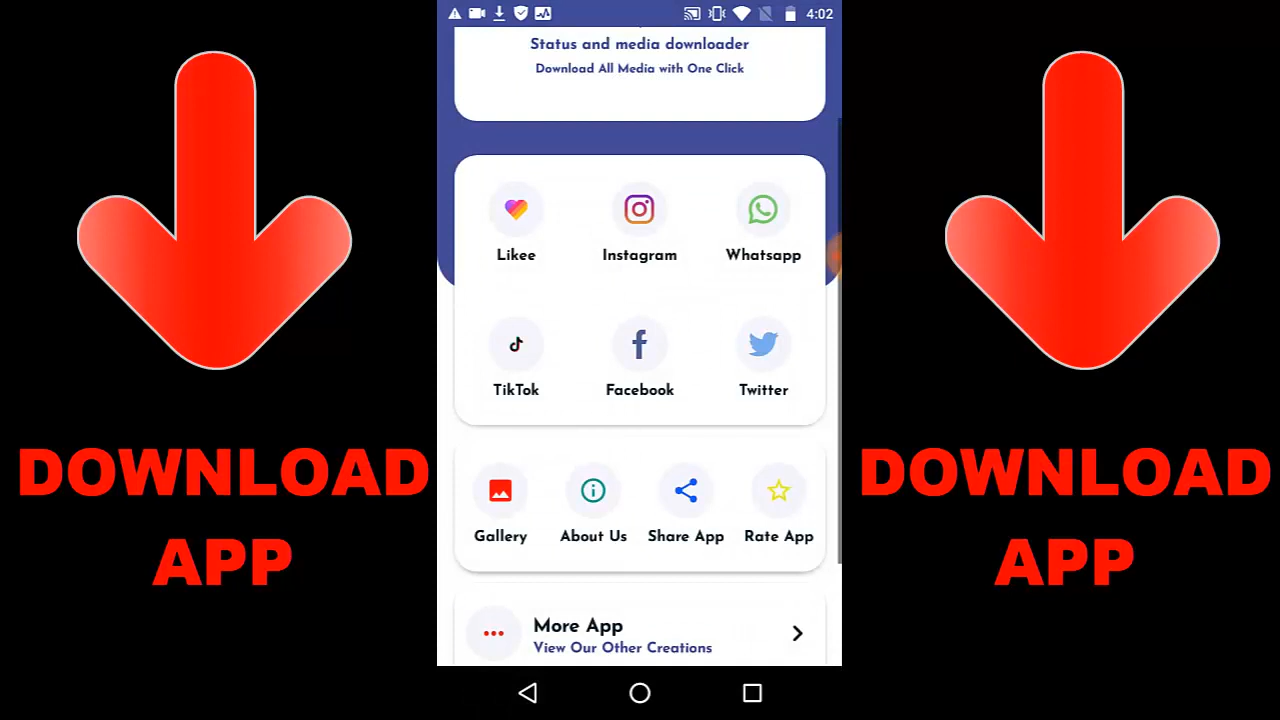 4:02
Status and media downloader
Download All Media with One Click
Likee Instagram Whatsapp
TikTok Facebook Twitter
DOWNLOAD
APP
Gallery About Us Share App Rate App
More App
View Our Other Creations
DOWNLOAD
APP